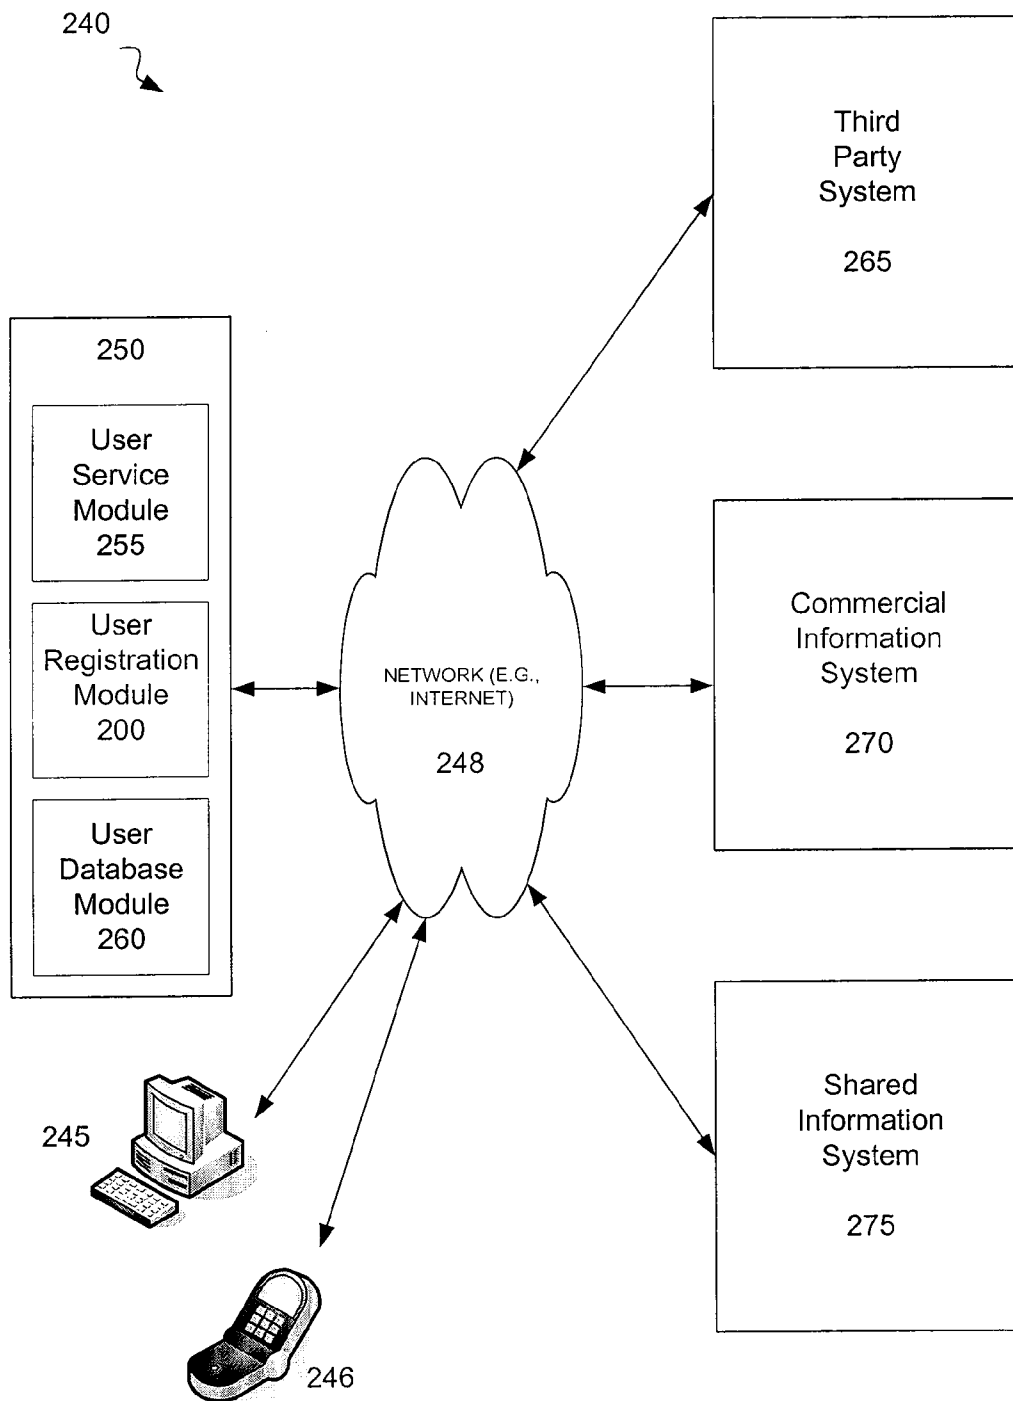 240
Third
Party
System
265
250
User
Service
Module
255
User
Registration
Module
200
User
Database
Module
260
NETWORK (E.G.,
INTERNET)
248
Commercial
Information
System
270
Shared
Information
System
275
245
246